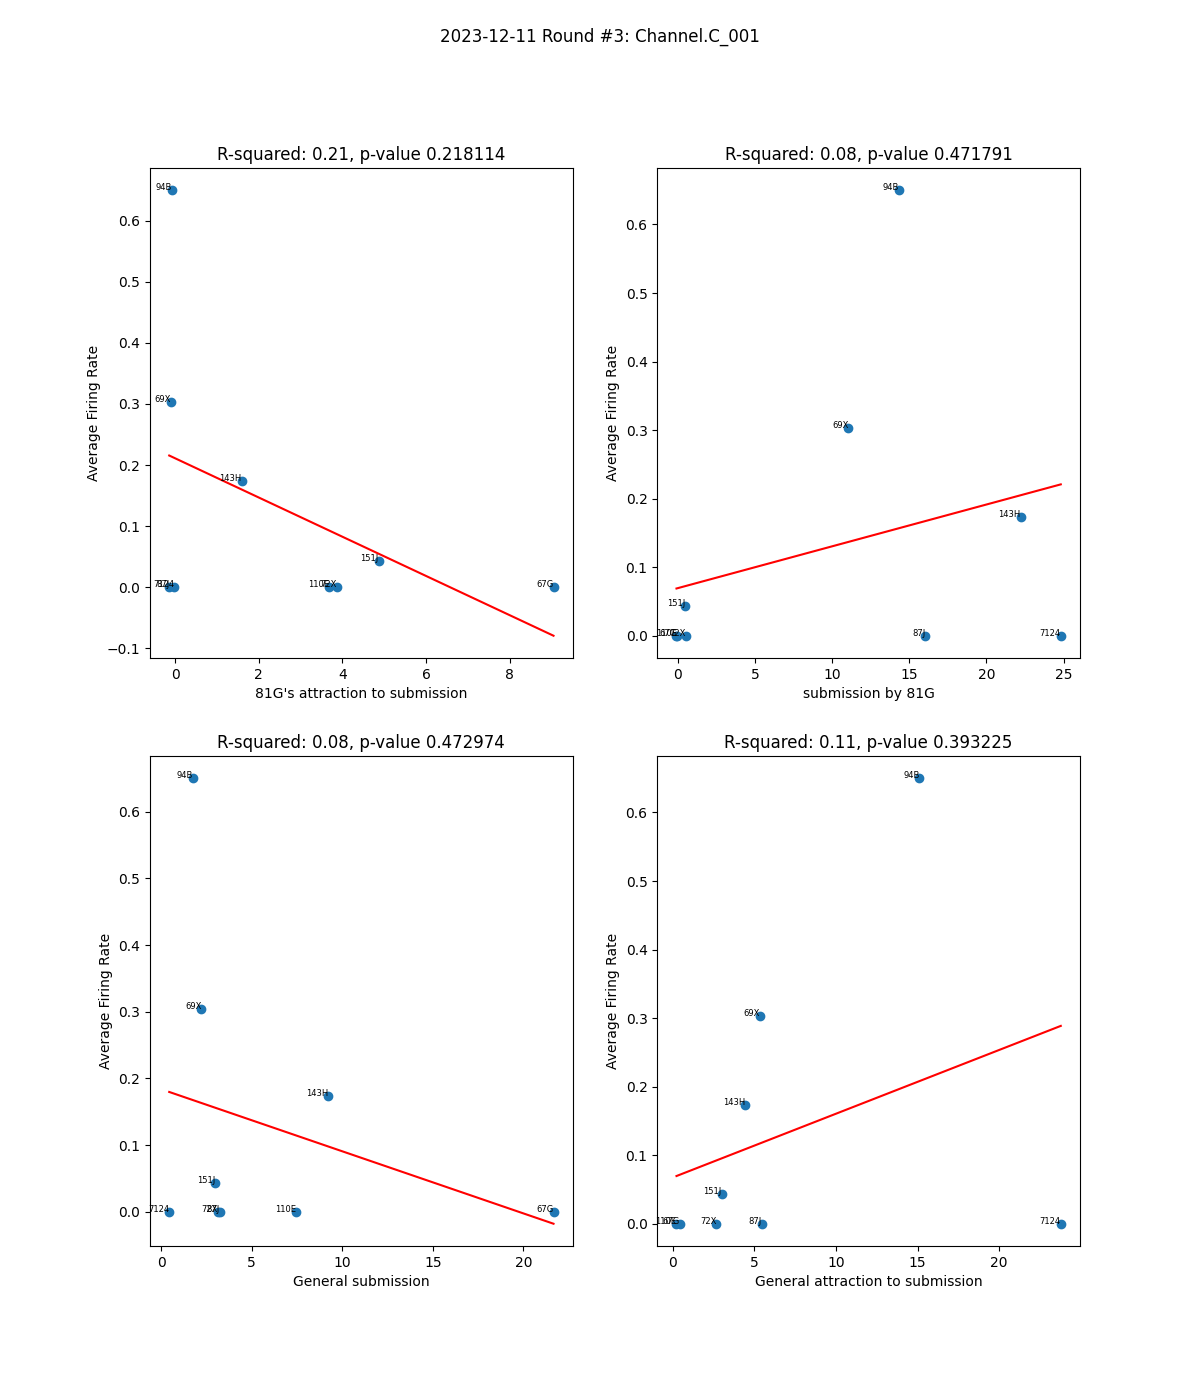 2023-12-11 Round #3: Channel.C_001
R-squared: 0.21, p-value 0.218114
Average Firing Rate
0.6
0.5
0.4
0.3
0.2
0.1
0.0
−0.1
94B
69X
143H
151J
7124
110E
72X
67G
0 2 4 6 8
81G's attraction to submission
R-squared: 0.08, p-value 0.471791
Average Firing Rate
0.6
0.5
0.4
0.3
0.2
0.1
0.0
94B
69X
143H
151J
72X
87J
7124
0 5 10 15 20 25
submission by 81G
R-squared: 0.08, p-value 0.472974
Average Firing Rate
0.6
0.5
0.4
0.3
0.2
0.1
0.0
94B
69X
143H
151J
7124
110E
67G
0 5 10 15 20
General submission
R-squared: 0.11, p-value 0.393225
Average Firing Rate
0.6
0.5
0.4
0.3
0.2
0.1
0.0
94B
69X
143H
151J
67G
72X
87J
7124
0 5 10 15 20
General attraction to submission